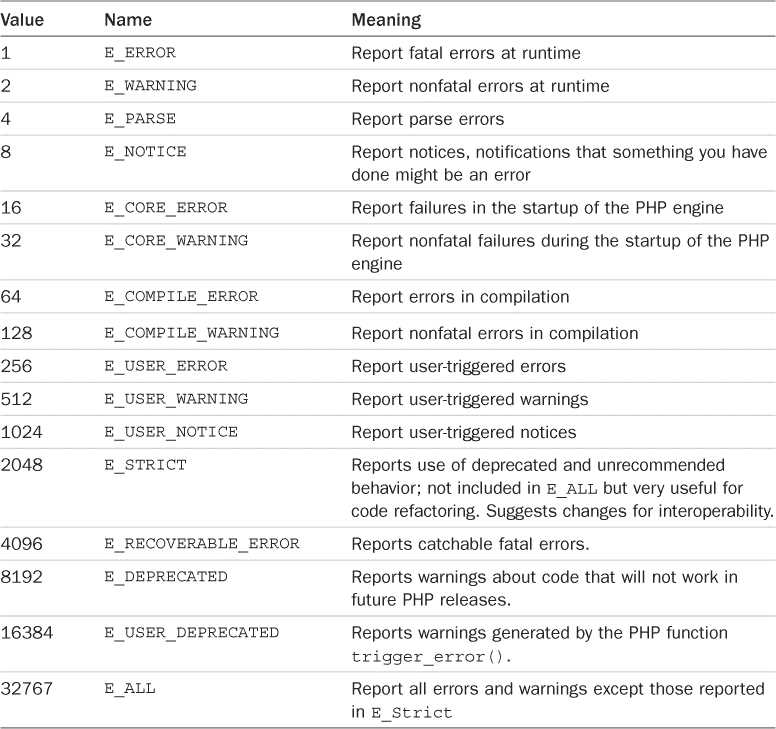 Value Name Meaning
1 E_ERROR Report fatal errors at runtime
2 E_WARNING Report nonfatal errors at runtime
4 E_PARSE Report parse errors
8 E_NOTICE Report notices, notifications that something you have
done might be an error
16 E_CORE_ERROR Report failures in the startup of the PHP engine
32 E_CORE_WARNING Report nonfatal failures during the startup of the PHP
engine
64 E_COMPILE_ERROR Report errors in compilation
128 E_COMPILE_WARNING Report nonfatal errors in compilation
256 E_USER_ERROR Report user-triggered errors
512 E_USER_WARNING Report user-triggered warnings
1024 E_USER_NOTICE Report user-triggered notices
2048 E_STRICT Reports use of deprecated and unrecommended
behavior; not included in E_ALL but very useful for
code refactoring. Suggests changes for interoperability.
4096 E_RECOVERABLE_ERROR Reports catchable fatal errors.
8192 E_DEPRECATED Reports warnings about code that will not work in
future PHP releases.
16384 E_USER_DEPRECATED Reports warnings generated by the PHP function
trigger_error().
32767 E_ALL Report all errors and warnings except those reported
in E_Strict